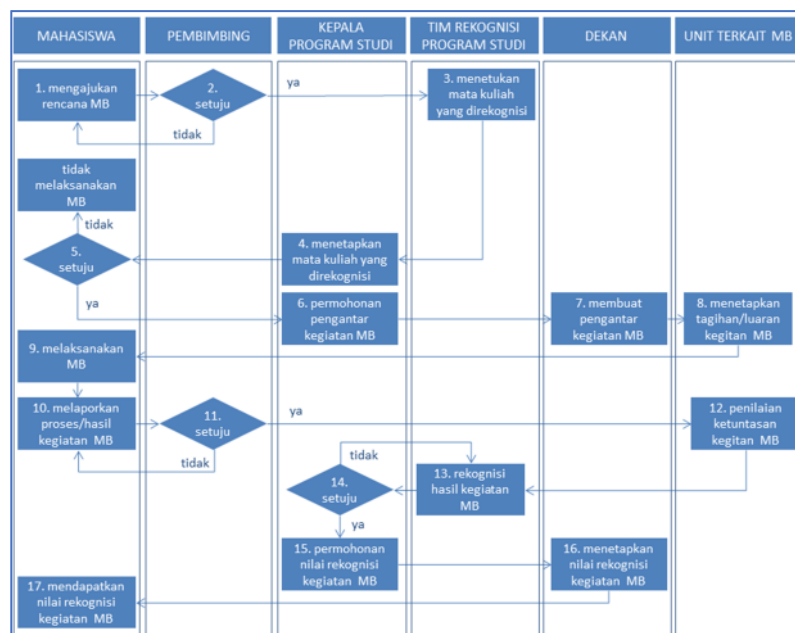 MAHASISWA
PEMBIMBING
KEPALA
PROGRAM STUDI
TIM REKOGNISI
PROGRAM STUDI
DEKAN
UNIT TERKAIT MB
1. mengajukan
rencana MB
2.
setuju
ya
tidak
3. menetukan
mata kuliah
yang direkognisi
tidak
melaksanakan
MB
tidak
5.
setuju
ya
4. menetapkan
mata kuliah yang
direkognisi
6. permohonan
pengantar
kegiatan MB
7. membuat
pengantar
kegiatan MB
8. menetapkan
tagihan/luaran
kegitan MB
9. melaksanakan
MB
10. melaporkan
proses/hasil
kegiatan MB
11.
setuju
ya
tidak
12. penilaian
ketuntasan
kegitan MB
13. rekognisi
hasil kegiatan
MB
tidak
14.
setuju
ya
15. permohonan
nilai rekognisi
kegiatan MB
16. menetapkan
nilai rekognisi
kegiatan MB
17. mendapatkan
nilai rekognisi
kegiatan MB